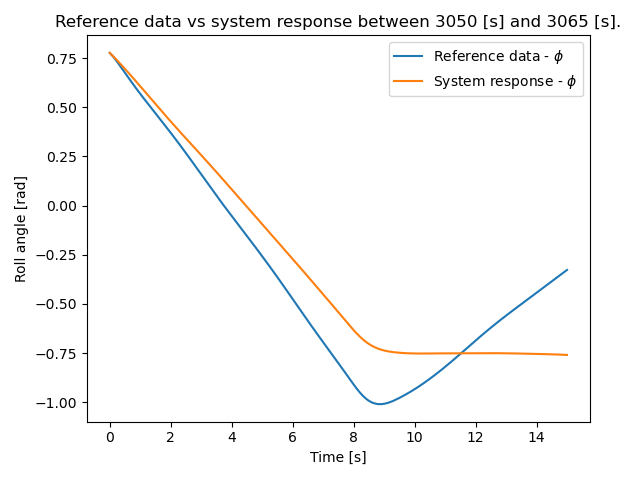 Reference data vs system response between 3050 [s] and 3065 [s].
Reference data - ϕ
System response - ϕ
Roll angle [rad]
0.75
0.50
0.25
0.00
−0.25
−0.50
−0.75
−1.00
0 2 4 6 8 10 12 14
Time [s]